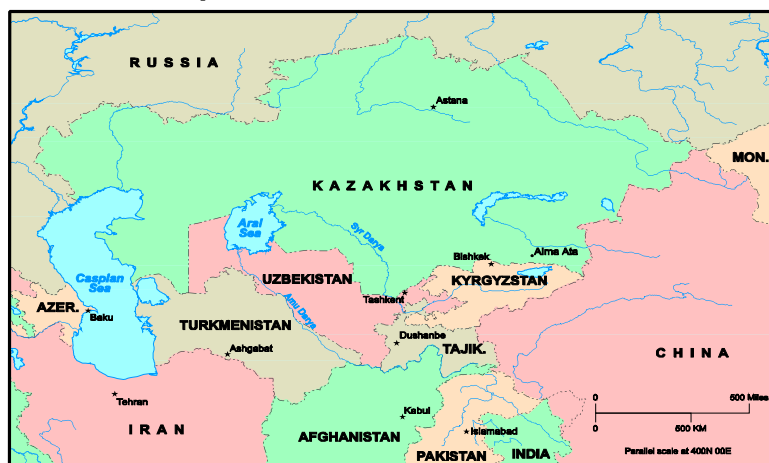 RUSSIA
Astana
MON.
KAZAKHSTAN
Aral
Sea
Syr Darya
Bishkek
Alma Ata
Caspian
Sea
UZBEKISTAN
KYRGYZSTAN
Tashkent
AZER.
Baku
Amu Darya
TURKMENISTAN
Dushanbe
TAJIK.
Ashgabat
CHINA
Tehran
0
500 Miles
Kabul
0
500 KM
IRAN
AFGHANISTAN
Islamabad
PAKISTAN
INDIA
Parallel scale at 400N 00E